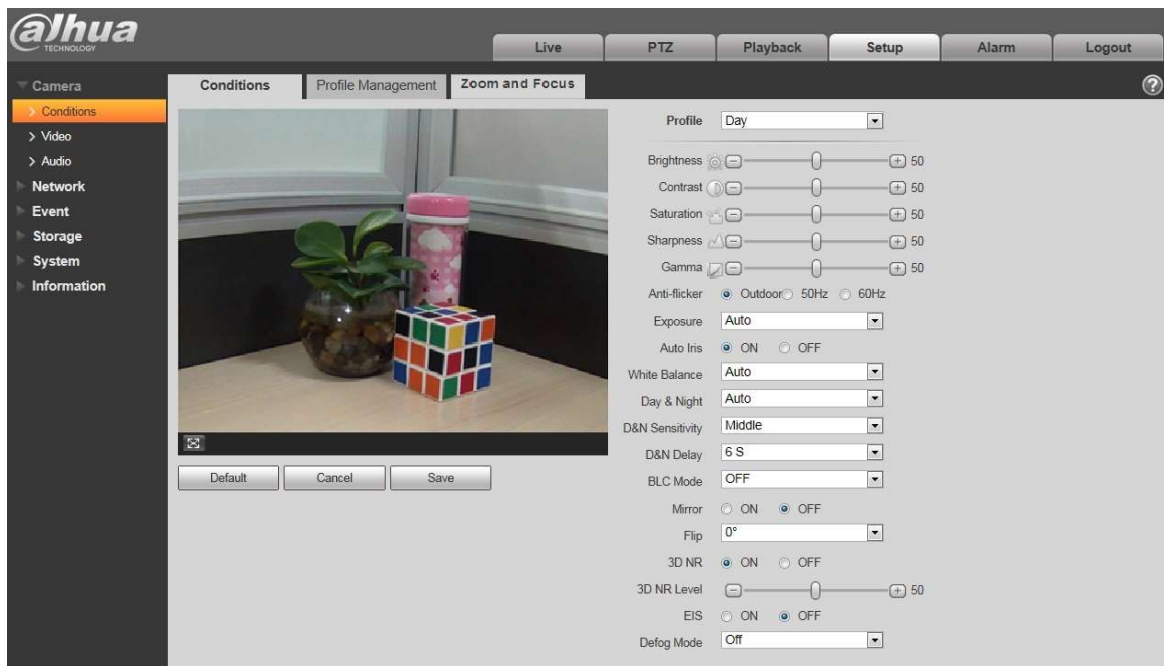 alhua
TECHNOLOGY
Live PTZ Playback Setup Alarm Logout
Camera
Conditions
Video
Audio
Network
Event
Storage
System
Information
Conditions Profile Management Zoom and Focus ?
Default Cancel Save
Profile Day
Brightness 50
Contrast 50
Saturation 50
Sharpness 50
Gamma 50
Anti-flicker Outdoor 50Hz 60Hz
Exposure Auto
Auto Iris ON OFF
White Balance Auto
Day & Night Auto
D&N Sensitivity Middle
D&N Delay 6 S
BLC Mode OFF
Mirror ON OFF
Flip 0°
3D NR ON OFF
3D NR Level 50
EIS ON OFF
Defog Mode Off